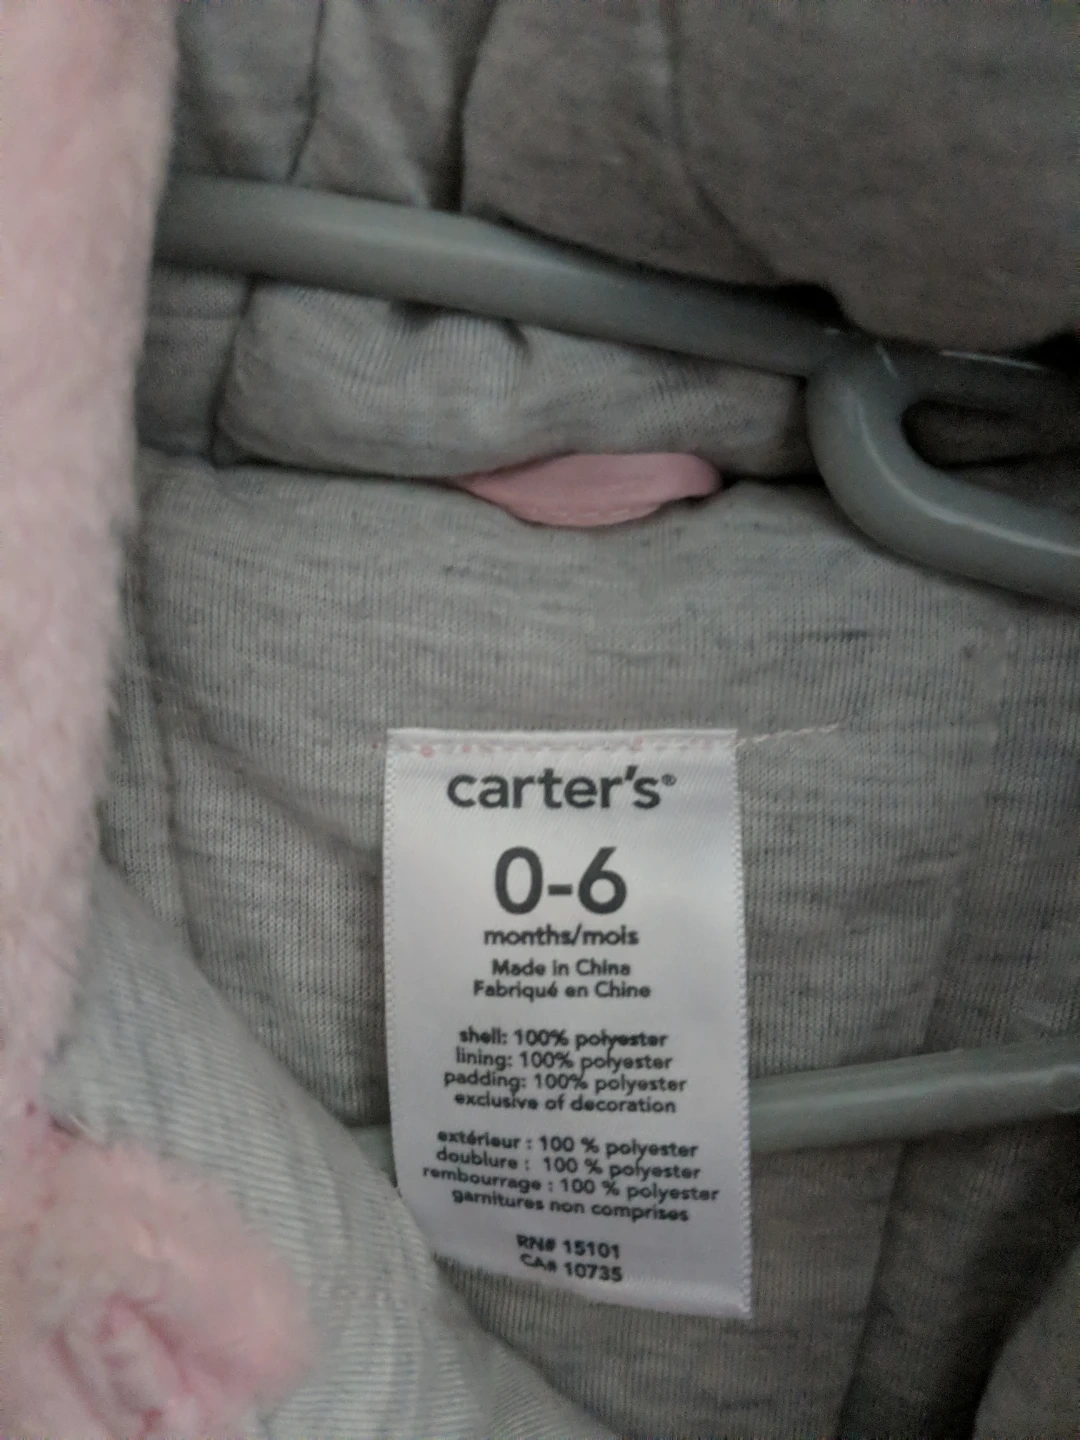 carter's®
0-6
months/mois
Made in China
Fabriqué en Chine
shell: 100% polyester
lining: 100% polyester
padding: 100% polyester
exclusive of decoration
extérieur : 100 % polyester
doublure : 100 % polyester
rembourrage : 100 % polyester
garnitures non comprises
RN# 15101
CA# 10735